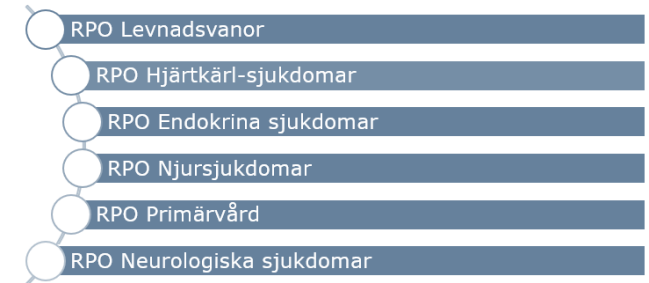 RPO Levnadsvanor
RPO Hjärtkärl-sjukdomar
RPO Endokrina sjukdomar
RPO Njursjukdomar
RPO Primärvård
RPO Neurologiska sjukdomar